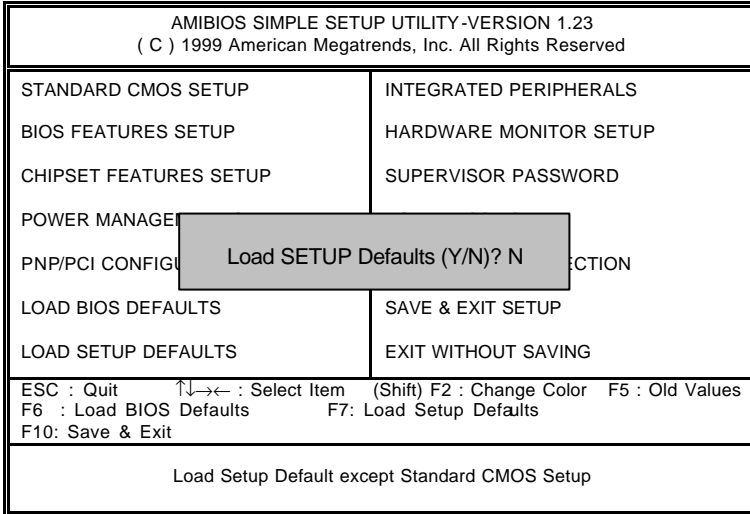 AMIBIOS SIMPLE SETUP UTILITY-VERSION 1.23
( C ) 1999 American Megatrends, Inc. All Rights Reserved
STANDARD CMOS SETUP
BIOS FEATURES SETUP
CHIPSET FEATURES SETUP
POWER
PNP/PCI
LOAD BIOS DEFAULTS
LOAD SETUP DEFAULTS
INTEGRATED PERIPHERALS
HARDWARE MONITOR SETUP
SUPERVISOR PASSWORD
SAVE & EXIT SETUP
EXIT WITHOUT SAVING
Load SETUP Defaults (Y/N)? N
ESC : Quit ↑↓→← : Select Item (Shift) F2 : Change Color F5 : Old Values
F6 : Load BIOS Defaults F7: Load Setup Defaults
F10: Save & Exit
Load Setup Default except Standard CMOS Setup